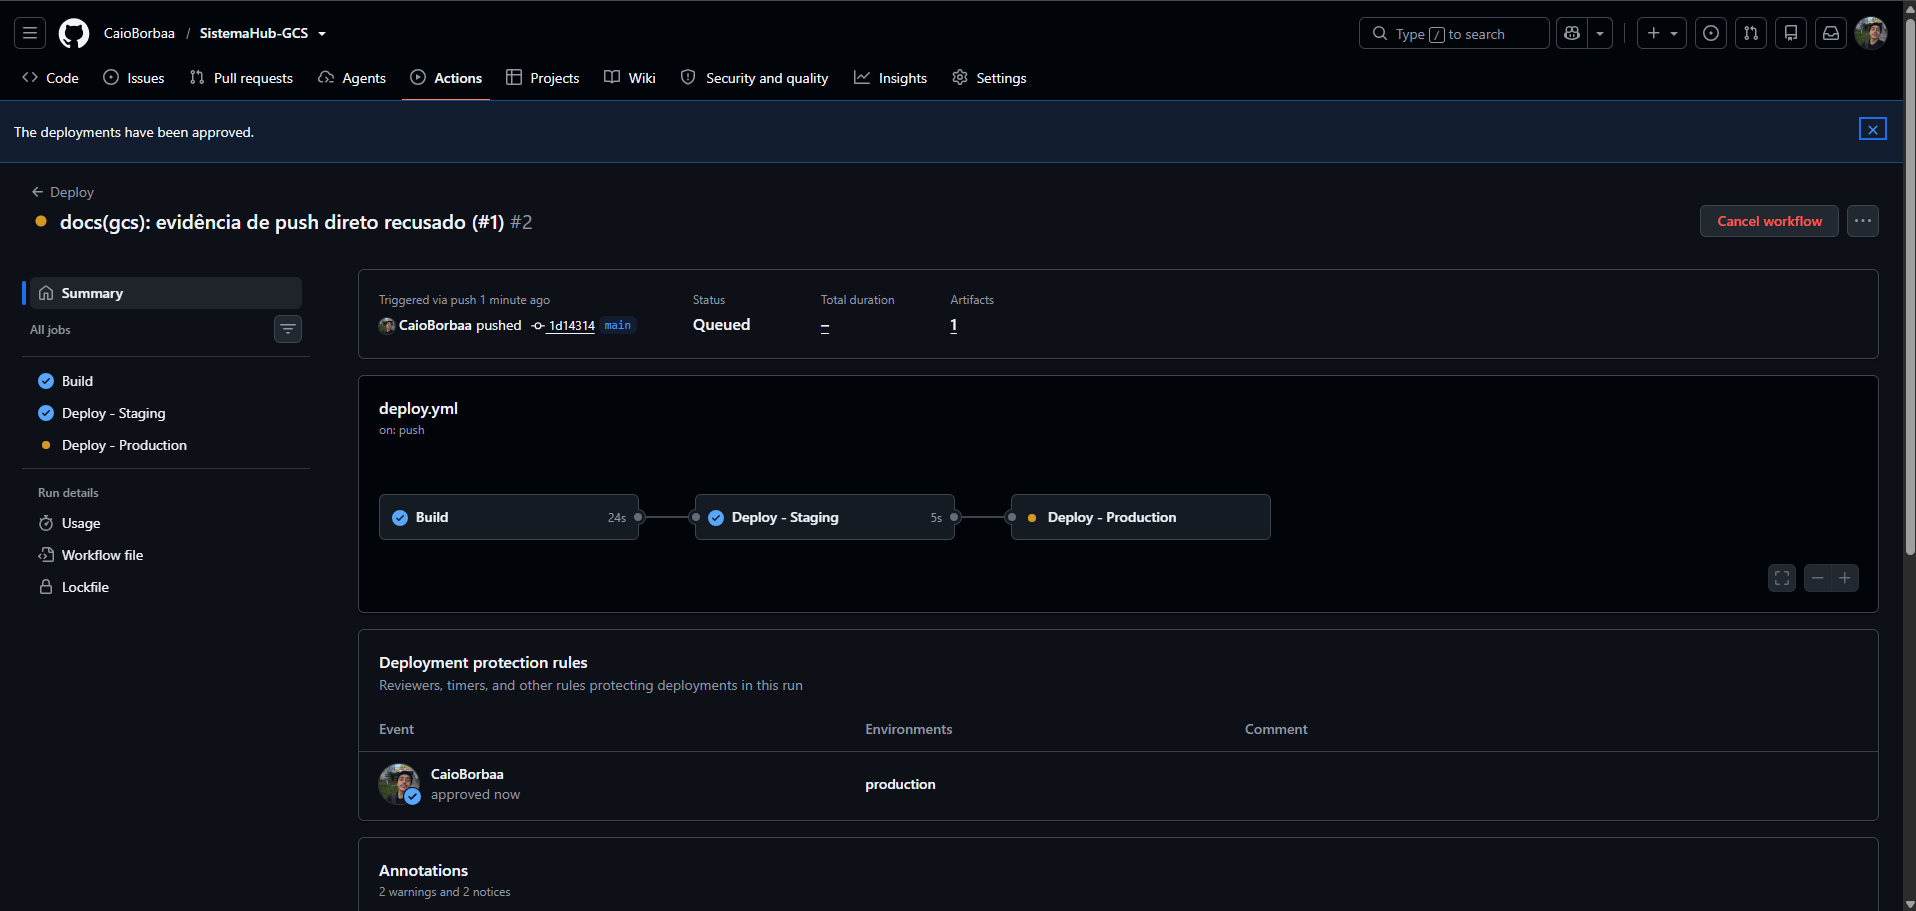 CaioBorbaa / SistemaHub-GCS
Type / to search
Code
Issues
Pull requests
Agents
Actions
Projects
Wiki
Security and quality
Insights
Settings
The deployments have been approved.
Deploy
docs(gcs): evidência de push direto recusado (#1) #2
Cancel workflow
Summary
All jobs
Build
Deploy - Staging
Deploy - Production
Run details
Usage
Workflow file
Lockfile
Triggered via push 1 minute ago
CaioBorbaa pushed 1d14314 main
Status
Queued
Total duration
–
Artifacts
1
deploy.yml
on: push
Build 24s
Deploy - Staging 5s
Deploy - Production
Deployment protection rules
Reviewers, timers, and other rules protecting deployments in this run
Event Environments Comment
CaioBorbaa
approved now
production
Annotations
2 warnings and 2 notices